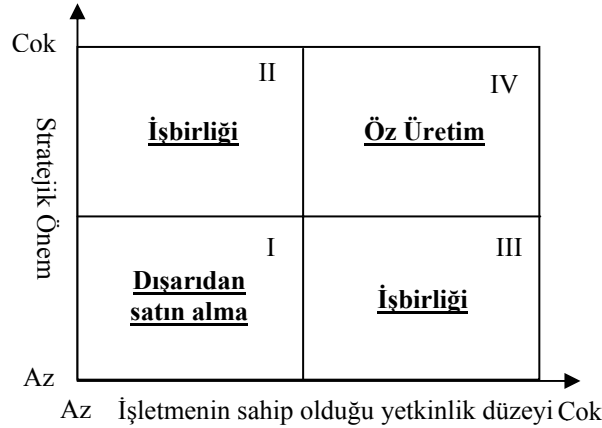 Cok
II
IV
İşbirliği
Öz Üretim
Stratejik Önem
I
III
Dışarıdan
satın alma
İşbirliği
Az
Az İşletmenin sahip olduğu yetkinlik düzeyi Cok